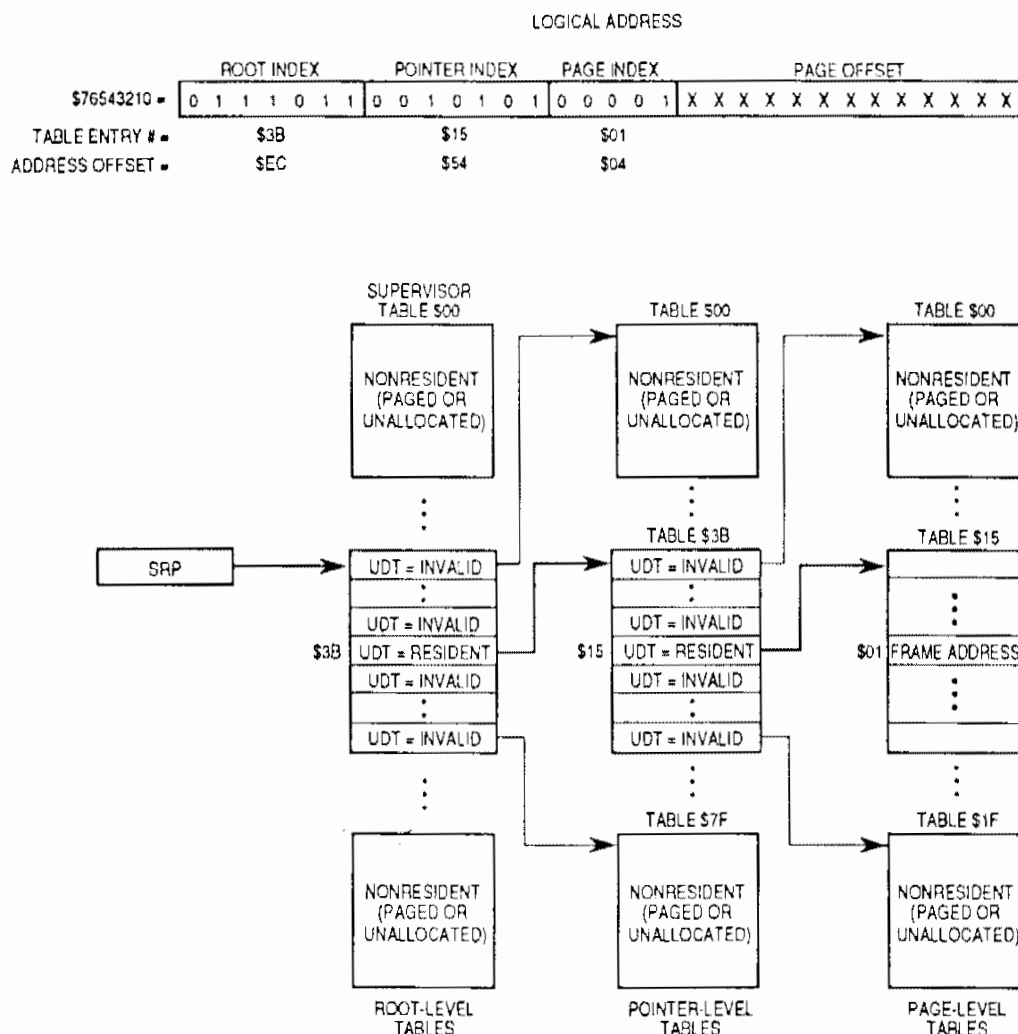 LOGICAL ADDRESS
ROOT INDEX POINTER INDEX PAGE INDEX PAGE OFFSET
$76543210 = 0 1 1 1 0 1 1 0 0 1 0 1 0 1 0 0 0 0 1 X X X X X X X X X X X X X
TABLE ENTRY # = $3B $15 $01
ADDRESS OFFSET = $EC $54 $04
SUPERVISOR
TABLE $00 TABLE $00 TABLE $00
NONRESIDENT NONRESIDENT NONRESIDENT
(PAGED OR (PAGED OR (PAGED OR
UNALLOCATED) UNALLOCATED) UNALLOCATED)
TABLE $3B TABLE $15
SRP UDT = INVALID UDT = INVALID
UDT = INVALID UDT = INVALID
$3B UDT = RESIDENT $15 UDT = RESIDENT $01 FRAME ADDRESS
UDT = INVALID UDT = INVALID
UDT = INVALID UDT = INVALID
TABLE $7F TABLE $1F
NONRESIDENT NONRESIDENT NONRESIDENT
(PAGED OR (PAGED OR (PAGED OR
UNALLOCATED) UNALLOCATED) UNALLOCATED)
ROOT-LEVEL POINTER-LEVEL PAGE-LEVEL
TABLES TABLES TABLES